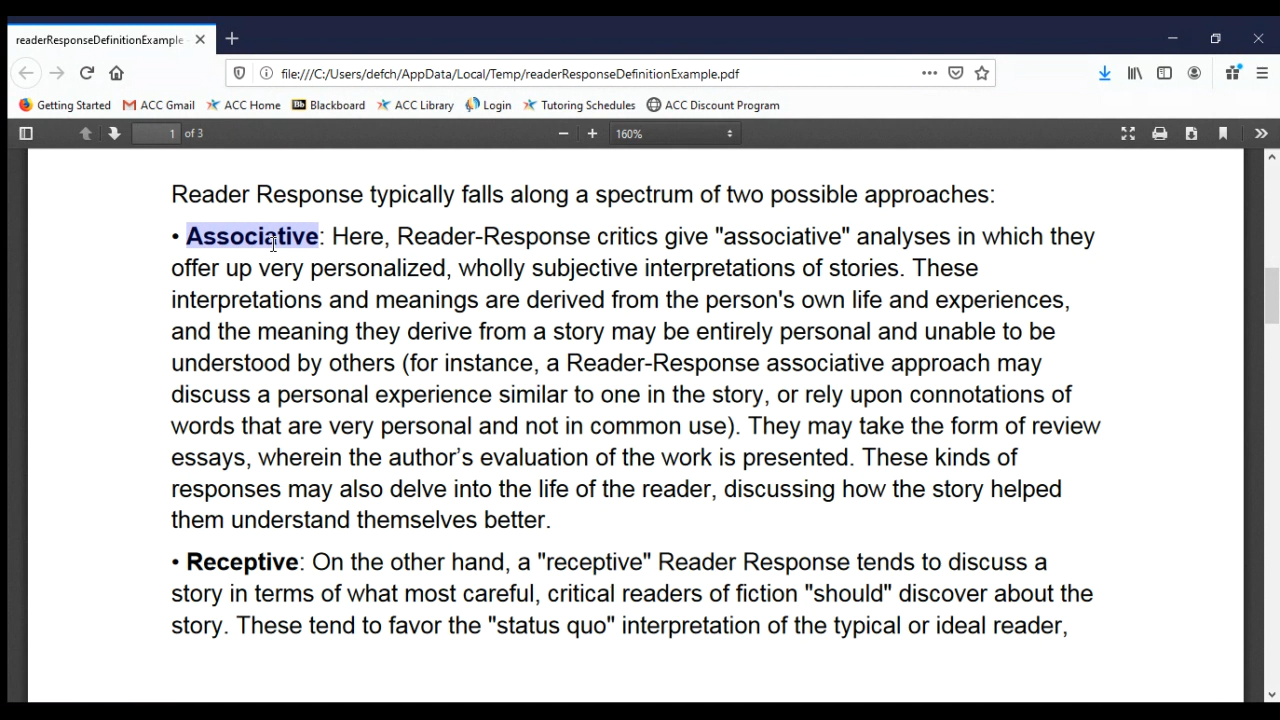 readerResponseDefinitionExample
file:///C:/Users/defch/AppData/Local/Temp/readerResponseDefinitionExample.pdf
Getting Started ACC Gmail ACC Home Bb Blackboard ACC Library Login Tutoring Schedules ACC Discount Program
1 of 3 160%
Reader Response typically falls along a spectrum of two possible approaches:
• Associative: Here, Reader-Response critics give "associative" analyses in which they
offer up very personalized, wholly subjective interpretations of stories. These
interpretations and meanings are derived from the person's own life and experiences,
and the meaning they derive from a story may be entirely personal and unable to be
understood by others (for instance, a Reader-Response associative approach may
discuss a personal experience similar to one in the story, or rely upon connotations of
words that are very personal and not in common use). They may take the form of review
essays, wherein the author’s evaluation of the work is presented. These kinds of
responses may also delve into the life of the reader, discussing how the story helped
them understand themselves better.
• Receptive: On the other hand, a "receptive" Reader Response tends to discuss a
story in terms of what most careful, critical readers of fiction "should" discover about the
story. These tend to favor the "status quo" interpretation of the typical or ideal reader,